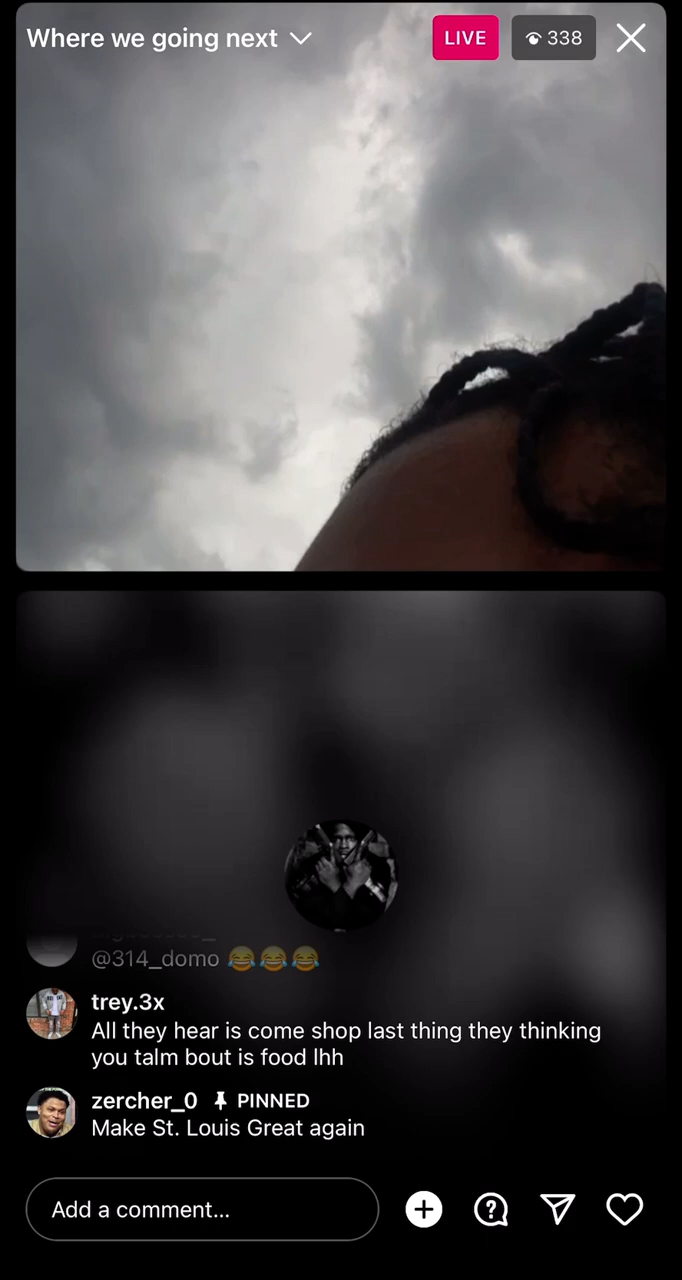 Where we going next
LIVE
338
@314_domo 😂😂😂
trey.3x
All they hear is come shop last thing they thinking
you talm bout is food lhh
zercher_0 PINNED
Make St. Louis Great again
Add a comment...